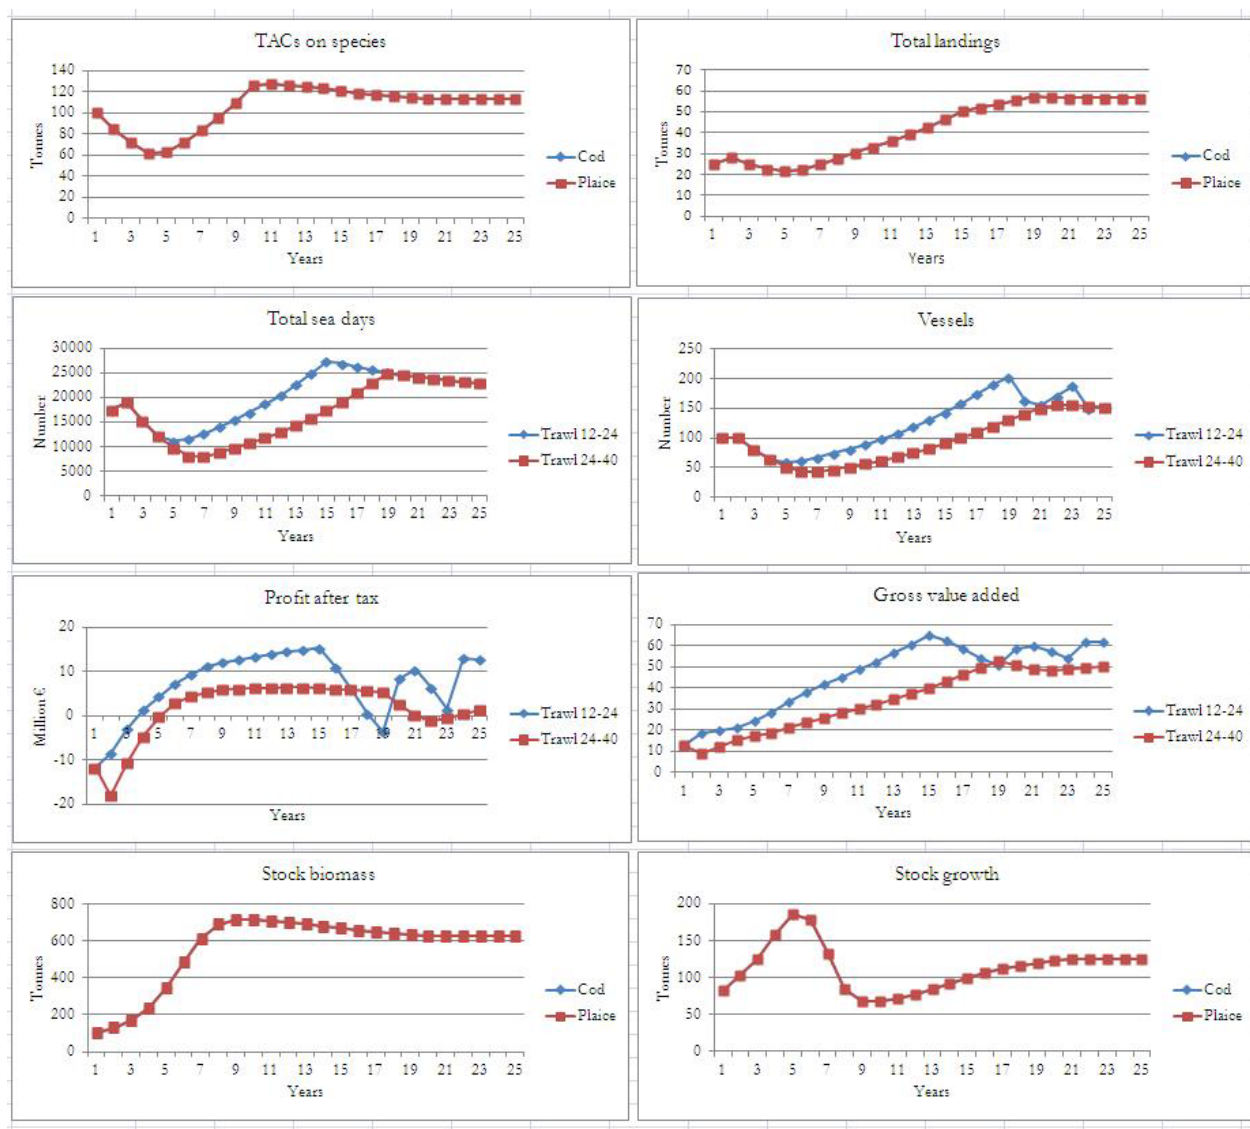 TACs on species
140
120
100
80
60
40
20
0
Tonnes
Cod
Plaice
1 3 5 7 9 11 13 15 17 19 21 23 25
Years
Total landings
70
60
50
40
30
20
10
0
Tonnes
Cod
Plaice
1 3 5 7 9 11 13 15 17 19 21 23 25
Years
Total sea days
30000
25000
20000
15000
10000
5000
0
Number
Trawl 12-24
Trawl 24-40
1 3 5 7 9 11 13 15 17 19 21 23 25
Years
Vessels
250
200
150
100
50
0
Number
Trawl 12-24
Trawl 24-40
1 3 5 7 9 11 13 15 17 19 21 23 25
Years
Profit after tax
20
10
0
-10
-20
Million €
Trawl 12-24
Trawl 24-40
1 3 5 7 9 11 13 15 17 19 21 23 25
Years
Gross value added
70
60
50
40
30
20
10
0
Trawl 12-24
Trawl 24-40
1 3 5 7 9 11 13 15 17 19 21 23 25
Years
Stock biomass
800
600
400
200
0
Tonnes
Cod
Plaice
1 3 5 7 9 11 13 15 17 19 21 23 25
Years
Stock growth
200
150
100
50
0
Tonnes
Cod
Plaice
1 3 5 7 9 11 13 15 17 19 21 23 25
Years